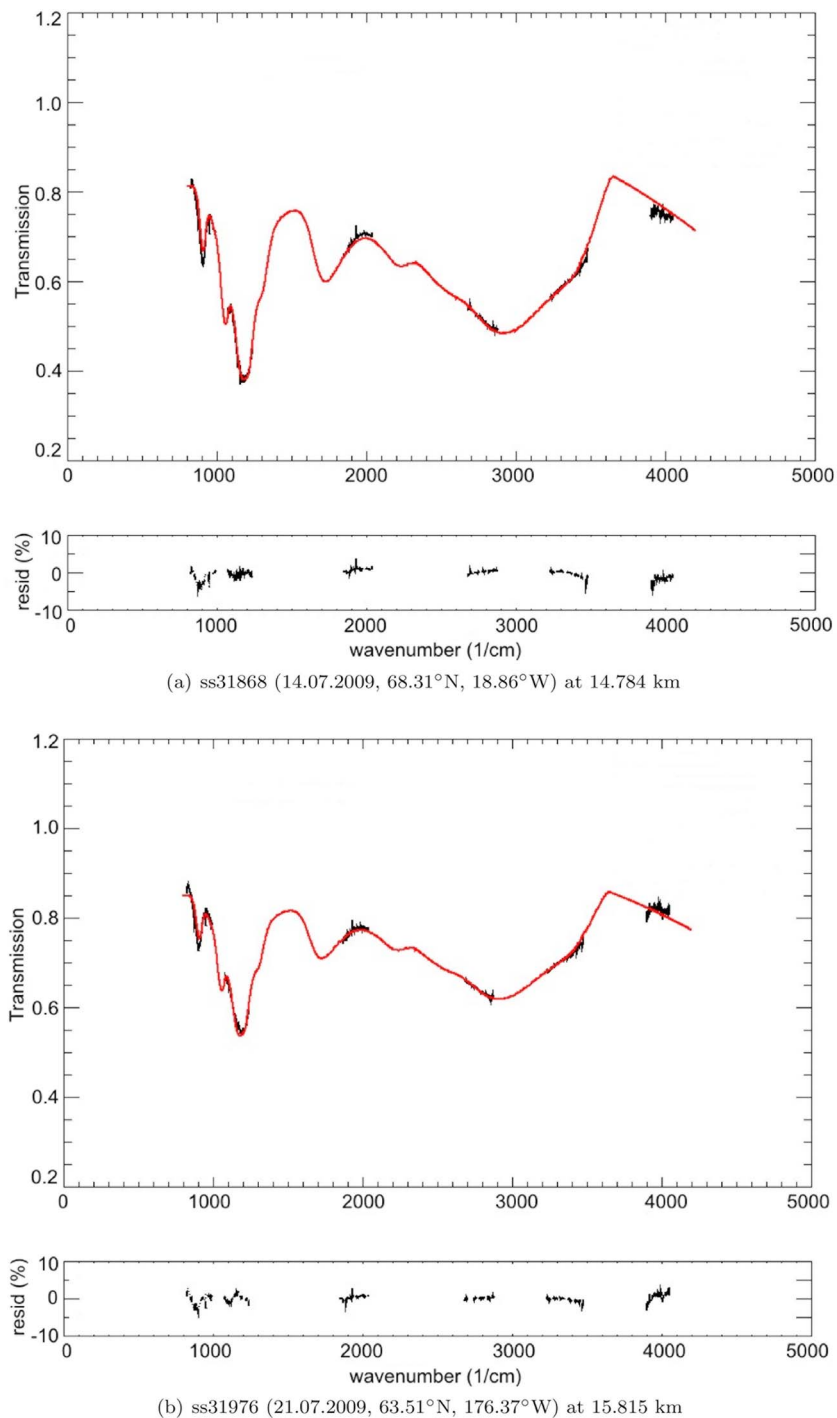 1.2
1.0
0.8
0.6
0.4
0.2
Transmission
0 1000 2000 3000 4000 5000
10
0
-10
resid (%)
0 1000 2000 3000 4000 5000
wavenumber (1/cm)
(a) ss31868 (14.07.2009, 68.31°N, 18.86°W) at 14.784 km
1.2
1.0
0.8
0.6
0.4
0.2
Transmission
0 1000 2000 3000 4000 5000
10
0
-10
resid (%)
0 1000 2000 3000 4000 5000
wavenumber (1/cm)
(b) ss31976 (21.07.2009, 63.51°N, 176.37°W) at 15.815 km